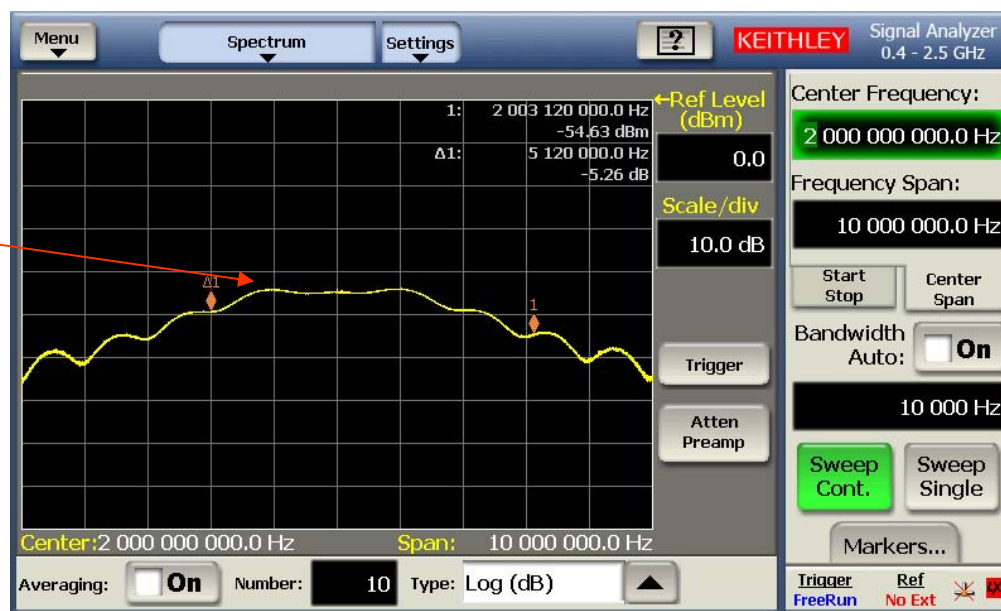 Menu
Spectrum
Settings
?
KEITHLEY
Signal Analyzer
0.4 - 2.5 GHz
1: 2 003 120 000.0 Hz
-54.63 dBm
Δ1: 5 120 000.0 Hz
-5.26 dB
←Ref Level
(dBm)
0.0
Scale/div
10.0 dB
Δ1
1
Trigger
Atten
Preamp
Center:2 000 000 000.0 Hz Span: 10 000 000.0 Hz
Averaging: On Number: 10 Type: Log (dB)
Center Frequency:
2 000 000 000.0 Hz
Frequency Span:
10 000 000.0 Hz
Start
Stop
Center
Span
Bandwidth
Auto: On
10 000 Hz
Sweep
Cont.
Sweep
Single
Markers...
Trigger Ref
FreeRun No Ext